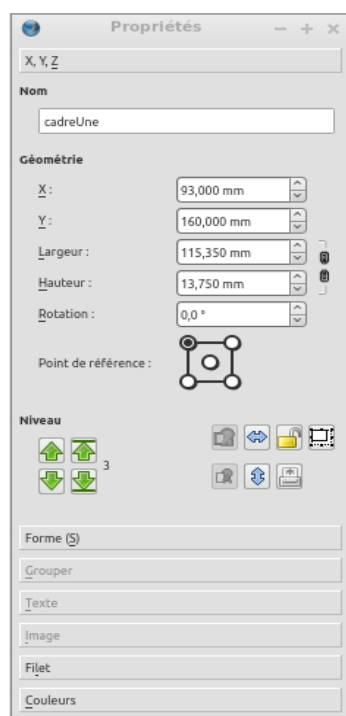 Propriétés
X, Y, Z
Nom
cadreUne
Géométrie
X : 93,000 mm
Y : 160,000 mm
Largeur : 115,350 mm
Hauteur : 13,750 mm
Rotation : 0,0 °
Point de référence :
Niveau
3
Forme (S)
Grouper
Texte
Image
Filet
Couleurs